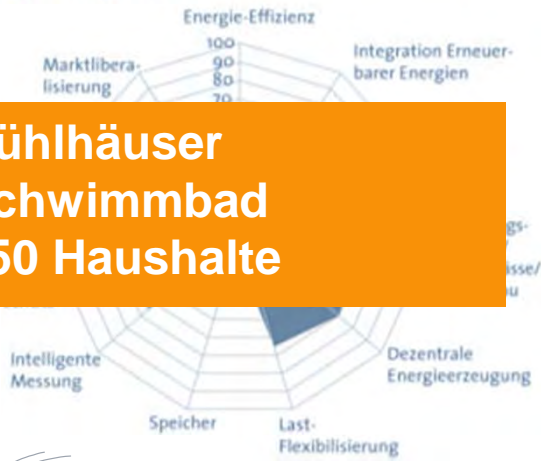 Energie-Effizienz
100
90
80
70
Marktlibera-
lisierung
Integration Erneuer-
barer Energien
ühlhäuser
chwimmbad
50 Haushalte
gs-
isse/
u
Intelligente
Messung
Dezentrale
Energieerzeugung
Speicher
Last-
Flexibilisierung